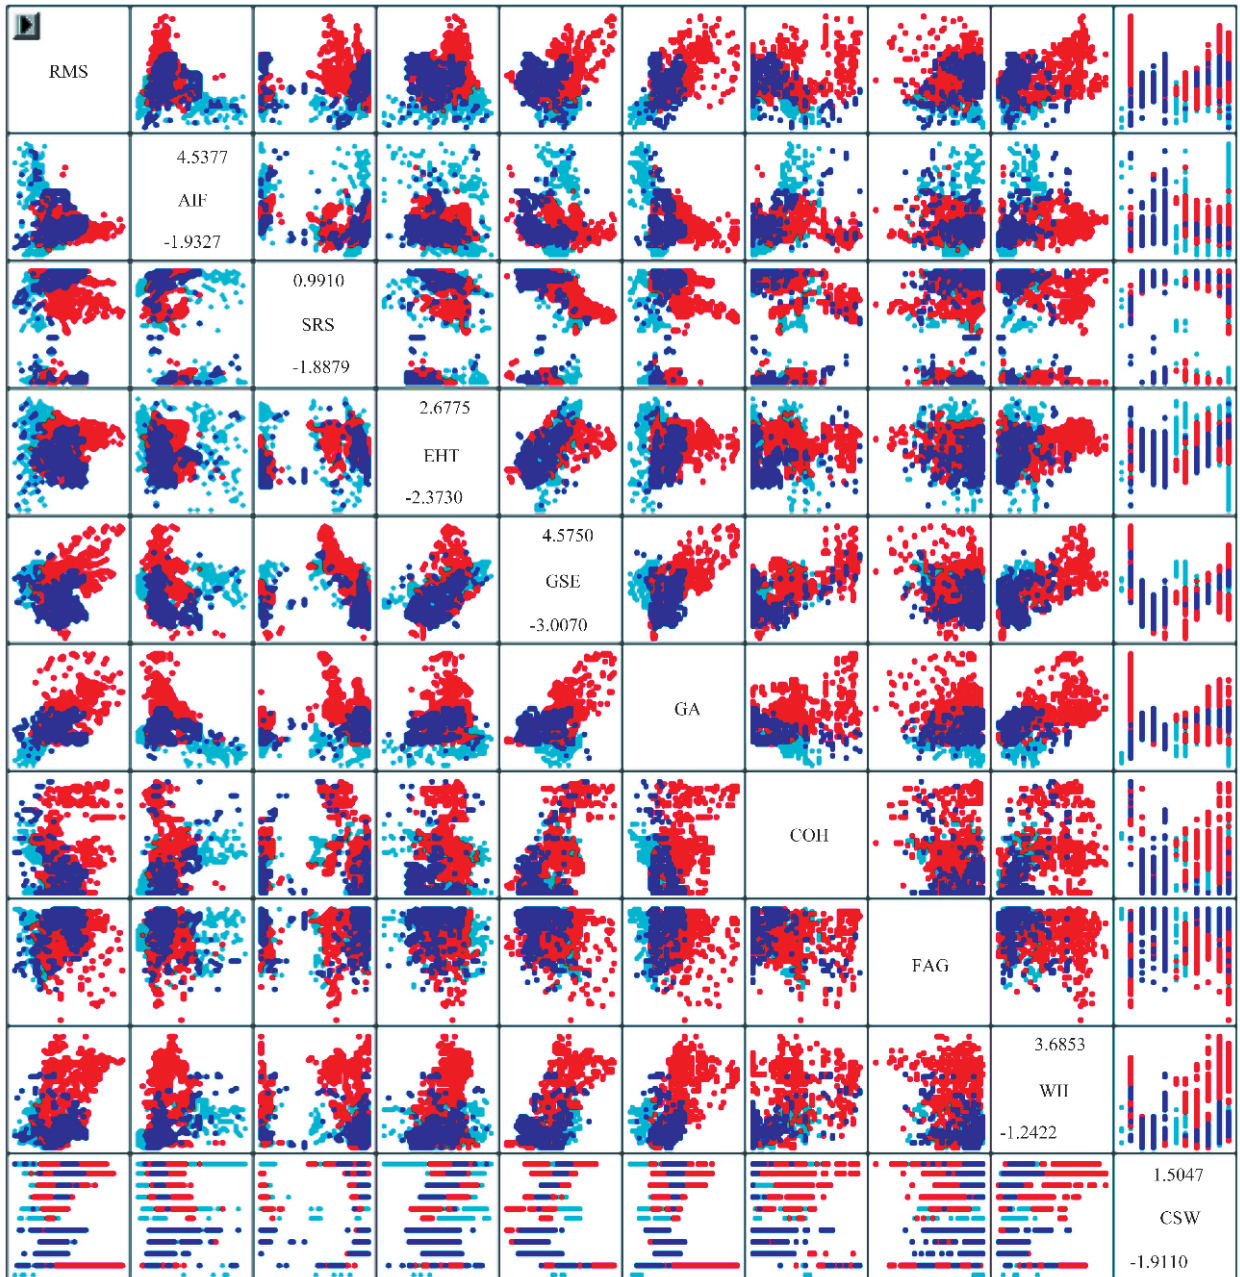 RMS
4.5377
AIF
-1.9327
0.9910
SRS
-1.8879
2.6775
EHT
-2.3730
4.5750
GSE
-3.0070
GA
COH
FAG
3.6853
WII
-1.2422
1.5047
CSW
-1.9110